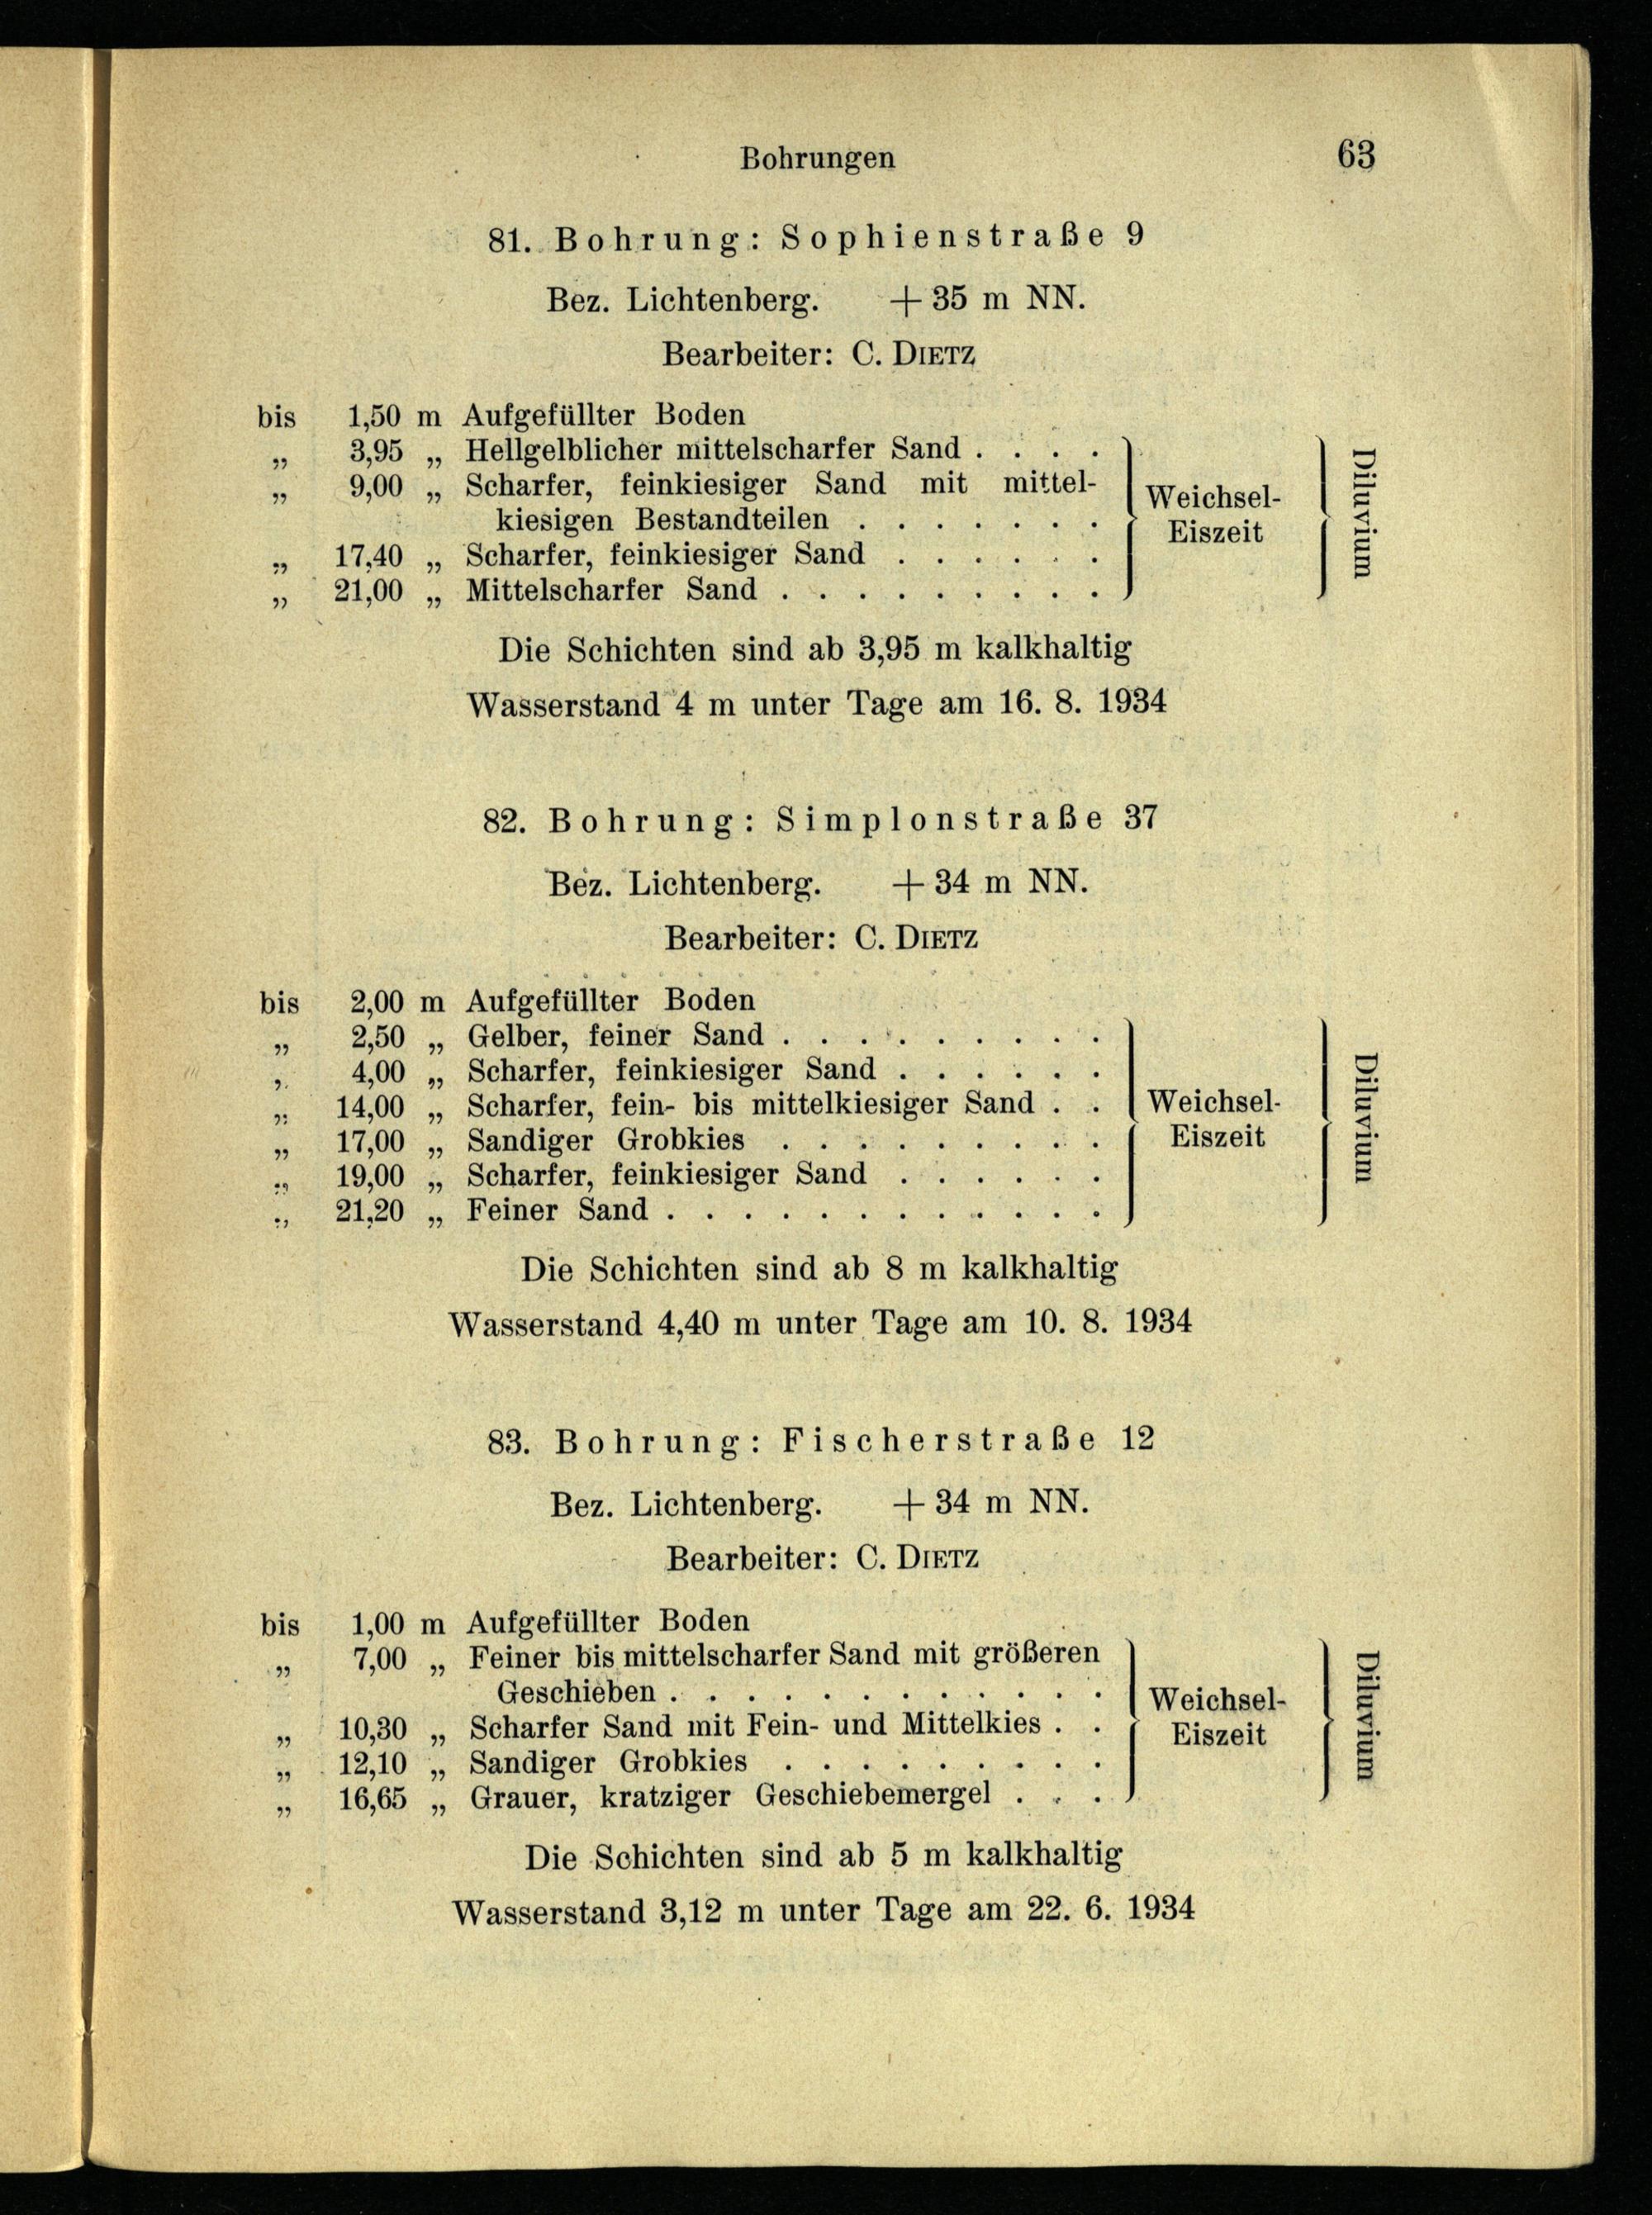 Bohrungen 63
81. Bohrung: Sophienstraße 9
Bez. Lichtenberg. + 35 m NN.
Bearbeiter: C. DIETZ
bis 1,50 m Aufgefüllter Boden
„ 3,95 „ Hellgelblicher mittelscharfer Sand . . . .
„ 9,00 „ Scharfer, feinkiesiger Sand mit mittel-
kiesigen Bestandteilen . . . . . . .
„ 17,40 „ Scharfer, feinkiesiger Sand . . . . . .
„ 21,00 „ Mittelscharfer Sand . . . . . . . . .
Weichsel-
Eiszeit
Diluvium
Die Schichten sind ab 3,95 m kalkhaltig
Wasserstand 4 m unter Tage am 16. 8. 1934
82. Bohrung: Simplonstraße 37
Bez. Lichtenberg. + 34 m NN.
Bearbeiter: C. DIETZ
bis 2,00 m Aufgefüllter Boden
„ 2,50 „ Gelber, feiner Sand . . . . . . . . .
„ 4,00 „ Scharfer, feinkiesiger Sand . . . . . .
„ 14,00 „ Scharfer, fein- bis mittelkiesiger Sand . .
„ 17,00 „ Sandiger Grobkies . . . . . . . . .
„ 19,00 „ Scharfer, feinkiesiger Sand . . . . . .
„ 21,20 „ Feiner Sand . . . . . . . . . . . .
Weichsel-
Eiszeit
Diluvium
Die Schichten sind ab 8 m kalkhaltig
Wasserstand 4,40 m unter Tage am 10. 8. 1934
83. Bohrung: Fischerstraße 12
Bez. Lichtenberg. + 34 m NN.
Bearbeiter: C. DIETZ
bis 1,00 m Aufgefüllter Boden
„ 7,00 „ Feiner bis mittelscharfer Sand mit größeren
Geschieben . . . . . . . . . . . .
„ 10,30 „ Scharfer Sand mit Fein- und Mittelkies . .
„ 12,10 „ Sandiger Grobkies . . . . . . . . .
„ 16,65 „ Grauer, kratziger Geschiebemergel . . .
Weichsel-
Eiszeit
Diluvium
Die Schichten sind ab 5 m kalkhaltig
Wasserstand 3,12 m unter Tage am 22. 6. 1934